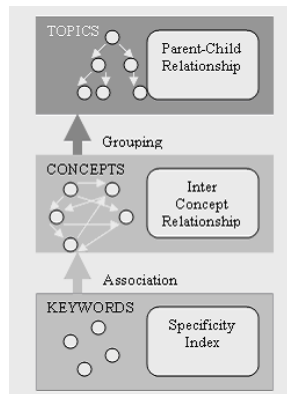 TOPICS
Parent-Child
Relationship
Grouping
CONCEPTS
Inter
Concept
Relationship
Association
KEYWORDS
Specificity
Index